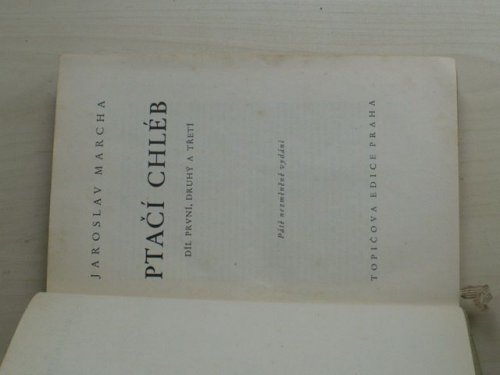 JAROSLAV MARCHA
PTAČÍ CHLÉB
DÍL PRVNÍ, DRUHÝ A TŘETÍ
Páté nezměněné vydání
TOPIČOVA EDICE PRAHA